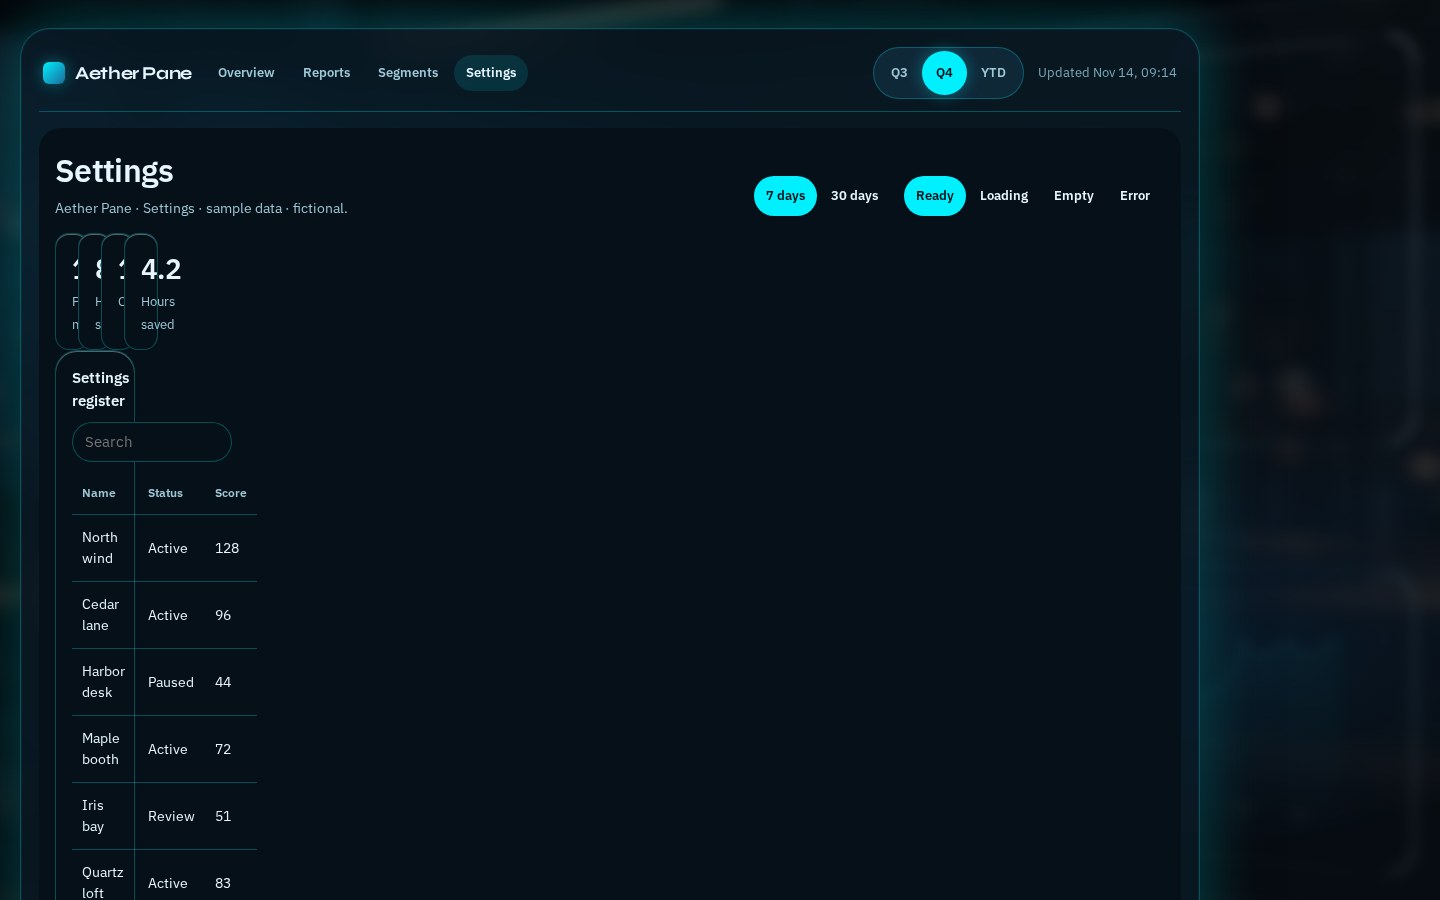 Aether Pane Overview Reports Segments Settings Q3 Q4 YTD Updated Nov 14, 09:14
Settings
Aether Pane · Settings · sample data · fictional.
7 days 30 days Ready Loading Empty Error
4.2
Hours
saved
Settings
register
Search
Name Status Score
North
wind
Active 128
Cedar
lane
Active 96
Harbor
desk
Paused 44
Maple
booth
Active 72
Iris
bay
Review 51
Quartz
loft
Active 83